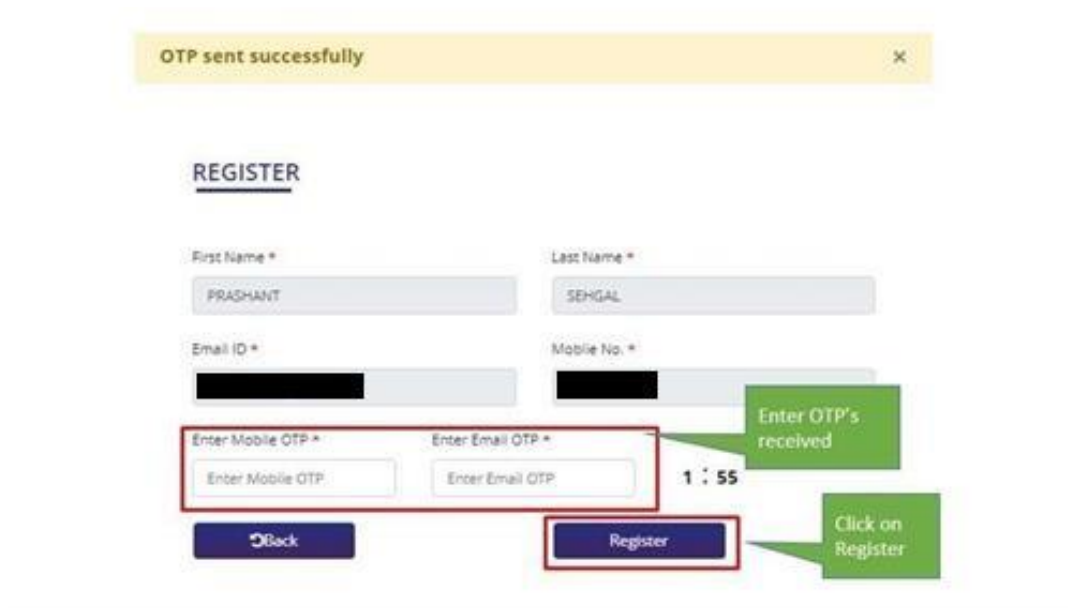 OTP sent successfully ×
REGISTER
First Name * Last Name *
PRASHANT SEHGAL
Email ID * Mobile No. *
Enter OTP's
received
Enter Mobile OTP * Enter Email OTP *
Enter Mobile OTP Enter Email OTP 1 : 55
Click on
Register
Back Register